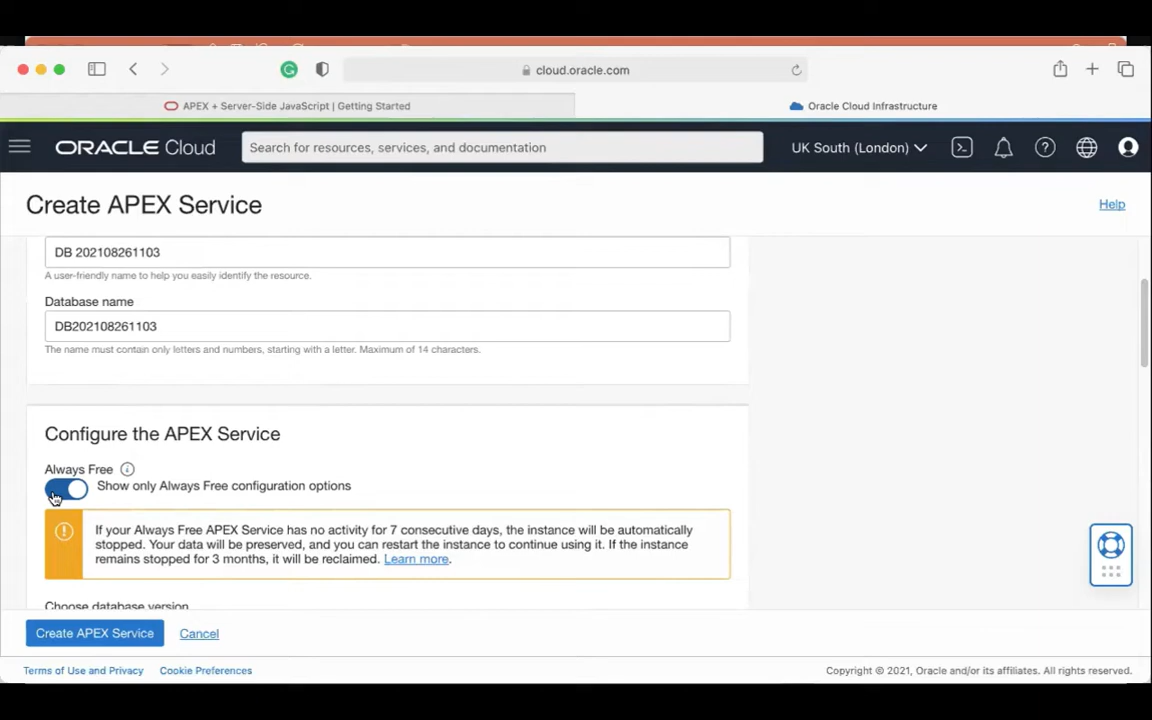 cloud.oracle.com
APEX + Server-Side JavaScript | Getting Started
Oracle Cloud Infrastructure
ORACLE Cloud
Search for resources, services, and documentation
UK South (London)
Create APEX Service
Help
DB 202108261103
A user-friendly name to help you easily identify the resource.
Database name
DB202108261103
The name must contain only letters and numbers, starting with a letter. Maximum of 14 characters.
Configure the APEX Service
Always Free
Show only Always Free configuration options
If your Always Free APEX Service has no activity for 7 consecutive days, the instance will be automatically
stopped. Your data will be preserved, and you can restart the instance to continue using it. If the instance
remains stopped for 3 months, it will be reclaimed. Learn more.
Choose database version
Create APEX Service
Cancel
Terms of Use and Privacy
Cookie Preferences
Copyright © 2021, Oracle and/or its affiliates. All rights reserved.